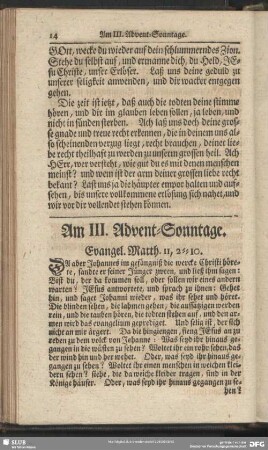 14 Am III. Advent-Sonntage.
GOtt, wecke du wieder auf dein schlummerndes Zion.
Stehe du selbst auf, und ermanne dich, du Held, JE-
su Christe, unser Erlöser. Laß uns deine geduld zu
unserer seligkeit anwenden, und dir wacker entgegen
gehen.
Die zeit ist jetzt, daß auch die todten deine stimme
hören, und die im glauben leben sollen, ja leben, und
nicht in sünden sterben. Ach laß uns doch deine gros-
se gnade und treue recht erkennen, die in deinem uns al-
so scheinenden verzug liegt, recht brauchen, deiner lie-
be recht theilhaft zu werden zu unserm grossen heil. Ach
HErr, wer verstehts, wie gut du es mit denen menschen
meinst? und wem ist der arm deiner grossen liebe recht
bekant? Laß uns ja die häupter empor halten und aufse-
hen, bis unsere vollkommene erlösung sich nahet, und
wir vor dir vollendet stehen können.
Am III. Advent-Sonntage.
Evangel. Matth. 11, 2-10.
DA aber Johannes im gefängniß die wercke Christi höre-
te, sandte er seiner Jünger zween, und ließ ihm sagen:
Bist du, der da kommen soll, oder sollen wir eines andern
warten? JEsus antwortete, und sprach zu ihnen: Gehet
hin, und saget Johanni wieder, was ihr sehet und höret.
Die blinden sehen, die lahmen gehen, die aussätzigen werden
rein, und die tauben hören, die todten stehen auf, und den ar-
men wird das evangelium geprediget. Und selig ist, der sich
nicht an mir ärgert. Da die hingiengen, fieng JEsus an zu
reden zu dem volck von Johanne: Was seyd ihr hinaus ge-
gangen in die wüsten zu sehen? Woltet ihr ein rohr sehen, das
der wind hin und her wehet. Oder, was seyd ihr hinaus ge-
gangen zu sehen? Woltet ihr einen menschen in weichen klei-
dern sehen? siehe, die da weiche kleider tragen, sind in der
Könige häuser. Oder, was seyd ihr hinaus gegangen zu se-
hen?
SLUB
DFG